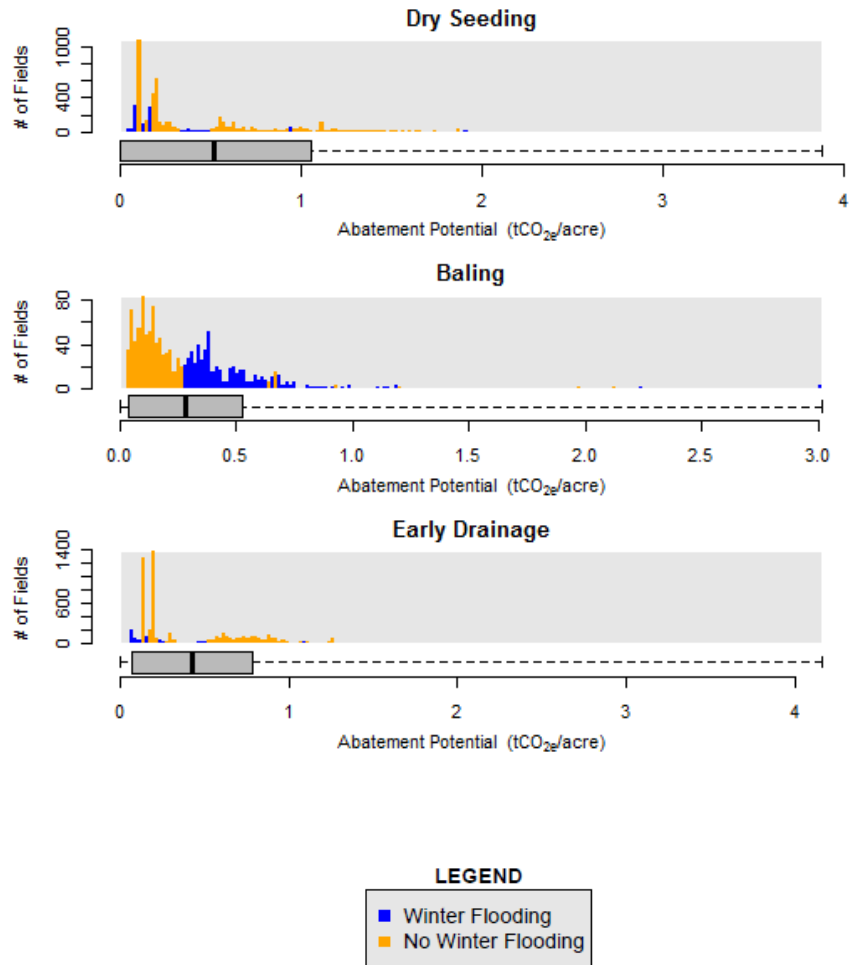 Dry Seeding
# of Fields
0 400 1000
0 1 2 3 4
Abatement Potential (tCO₂ₑ/acre)
Baling
# of Fields
0 40 80
0.0 0.5 1.0 1.5 2.0 2.5 3.0
Abatement Potential (tCO₂ₑ/acre)
Early Drainage
# of Fields
0 600 1400
0 1 2 3 4
Abatement Potential (tCO₂ₑ/acre)
LEGEND
Winter Flooding
No Winter Flooding